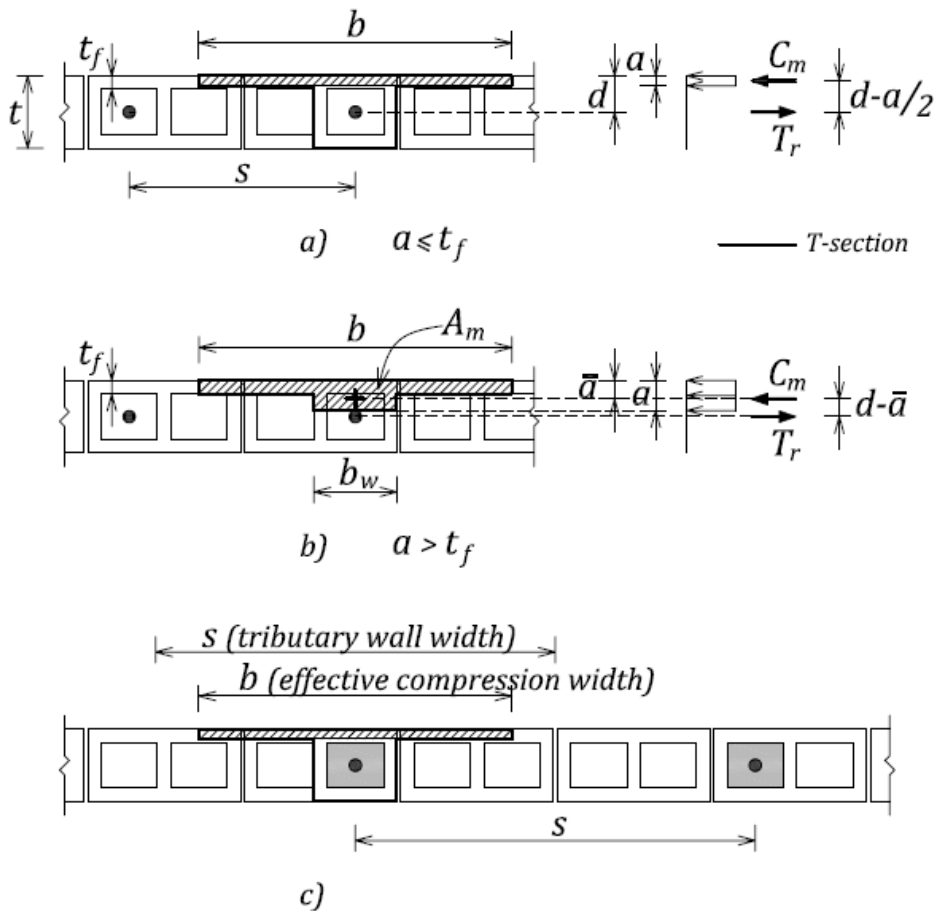 b
t_f
a
C_m
t
d
d-a/2
T_r
s
a) a ⩽ t_f
T-section
b
A_m
t_f
ā
a
C_m
d-ā
T_r
b_w
b) a > t_f
s (tributary wall width)
b (effective compression width)
s
c)